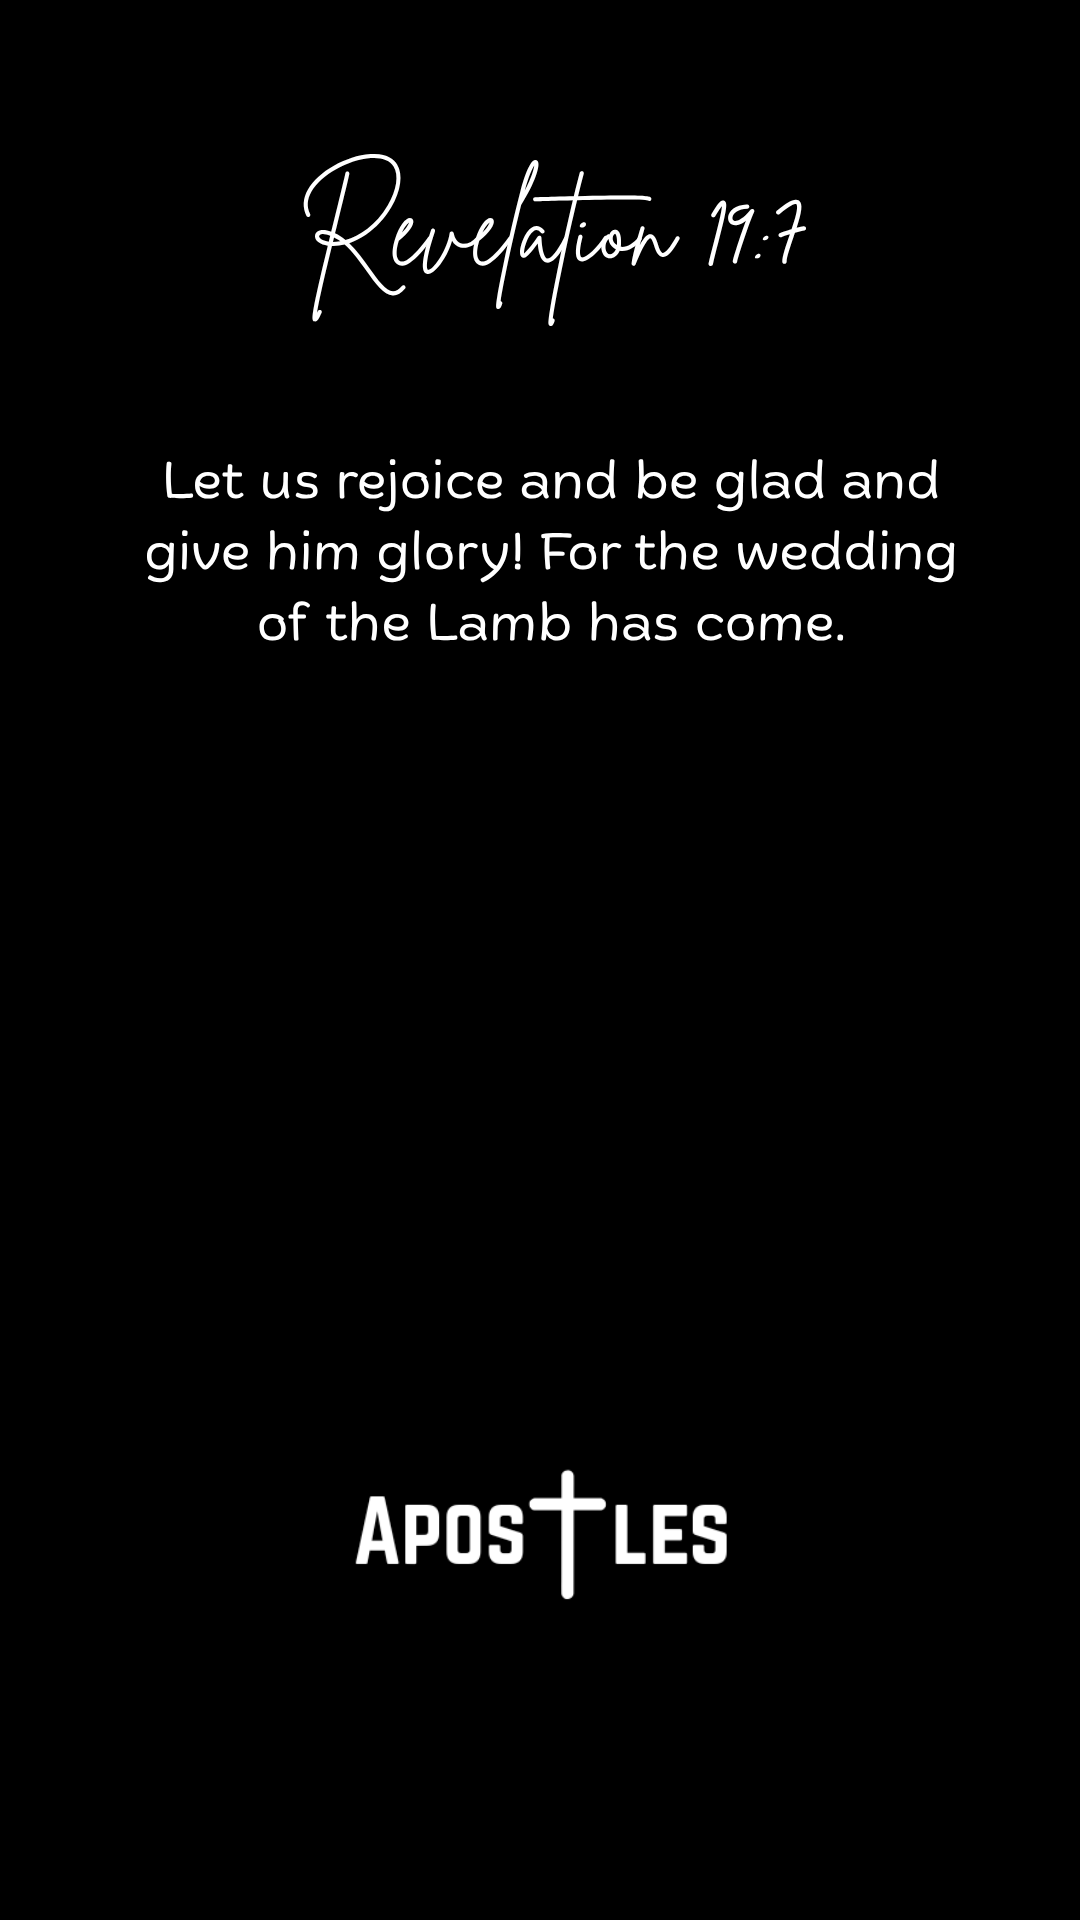 Revelation 19:7
Let us rejoice and be glad and
give him glory! For the wedding
of the Lamb has come.
APOSTLES